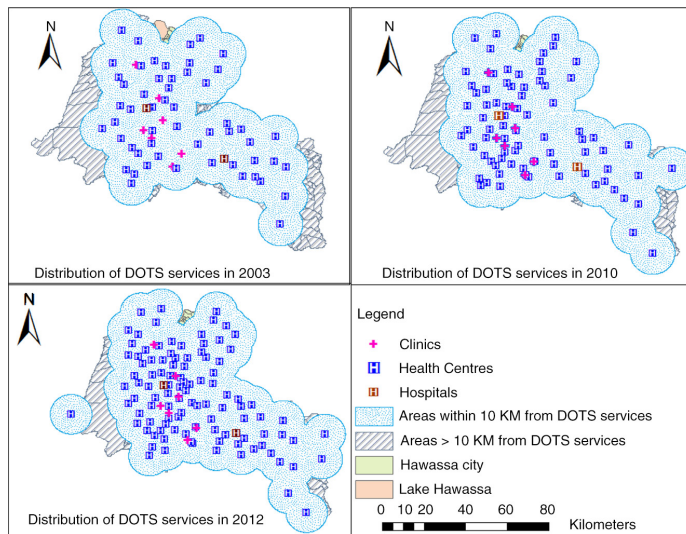 N
Distribution of DOTS services in 2003
N
Distribution of DOTS services in 2010
N
Distribution of DOTS services in 2012
Legend
Clinics
H Health Centres
H Hospitals
Areas within 10 KM from DOTS services
Areas > 10 KM from DOTS services
Hawassa city
Lake Hawassa
0 10 20 40 60 80
Kilometers